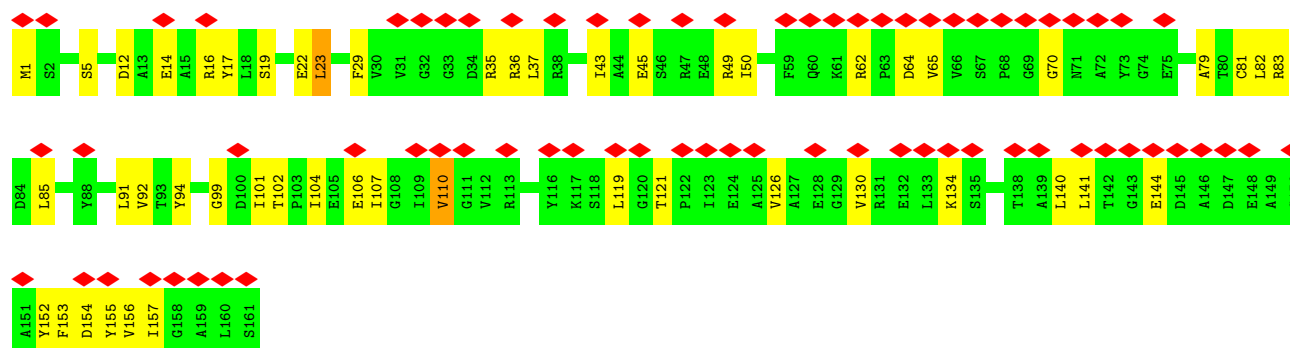 M1 S2 S5 D12 A13 E14 A15 R16 Y17 L18 S19 E22 L23 F29 V30 V31 G32 G33 D34 R35 R36 L37 R38 I43 A44 E45 S46 R47 E48 R49 I50 F59 Q60 K61 R62 P63 D64 V65 V66 S67 P68 G69 G70 N71 A72 Y73 G74 E75 A79 T80 C81 L82 R83
D84 L85 Y88 L91 V92 T93 Y94 G99 D100 I101 T102 P103 I104 E105 E106 I107 G108 I109 V110 G111 V112 R113 Y116 K117 S118 L119 G120 T121 P122 I123 E124 A125 V126 A127 E128 G129 V130 R131 E132 L133 K134 S135 T138 A139 L140 L141 T142 G143 E144 D145 A146 D147 E148 A149
A151 Y152 F153 D154 Y155 V156 I157 G158 A159 L160 S161